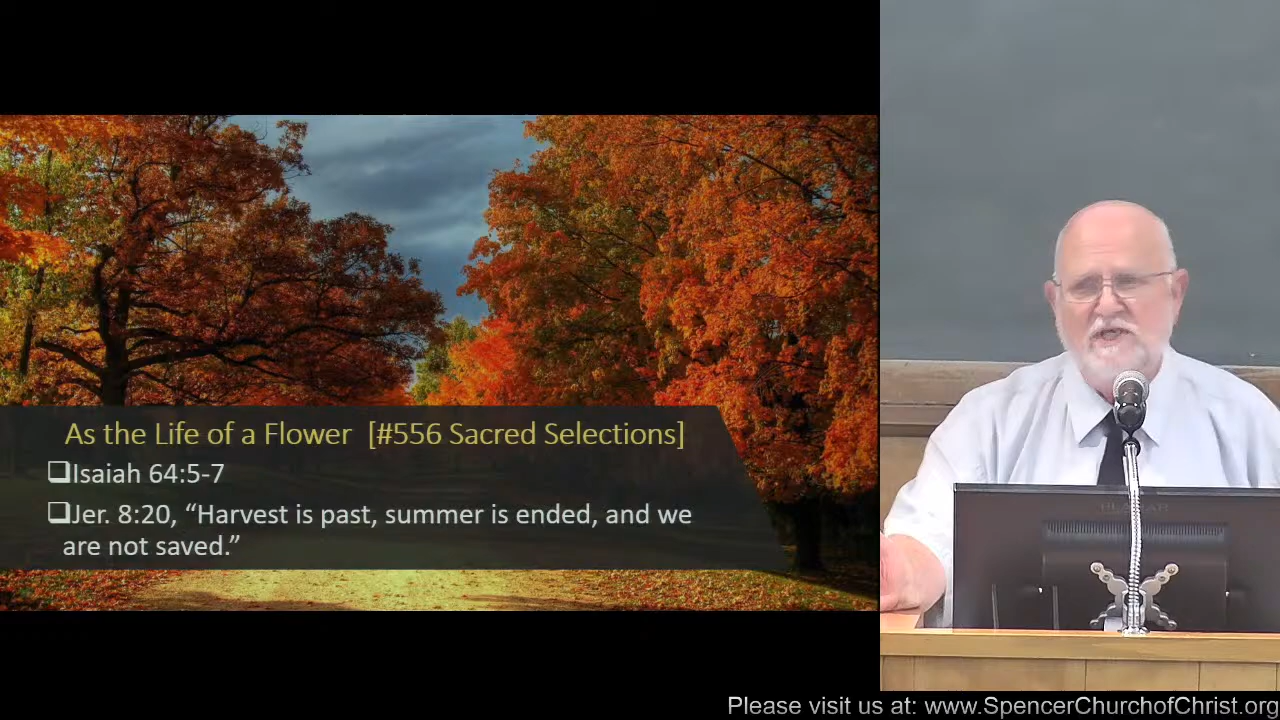 As the Life of a Flower [#556 Sacred Selections]
❑Isaiah 64:5-7
❑Jer. 8:20, “Harvest is past, summer is ended, and we
are not saved.”
Please visit us at: www.SpencerChurchofChrist.org